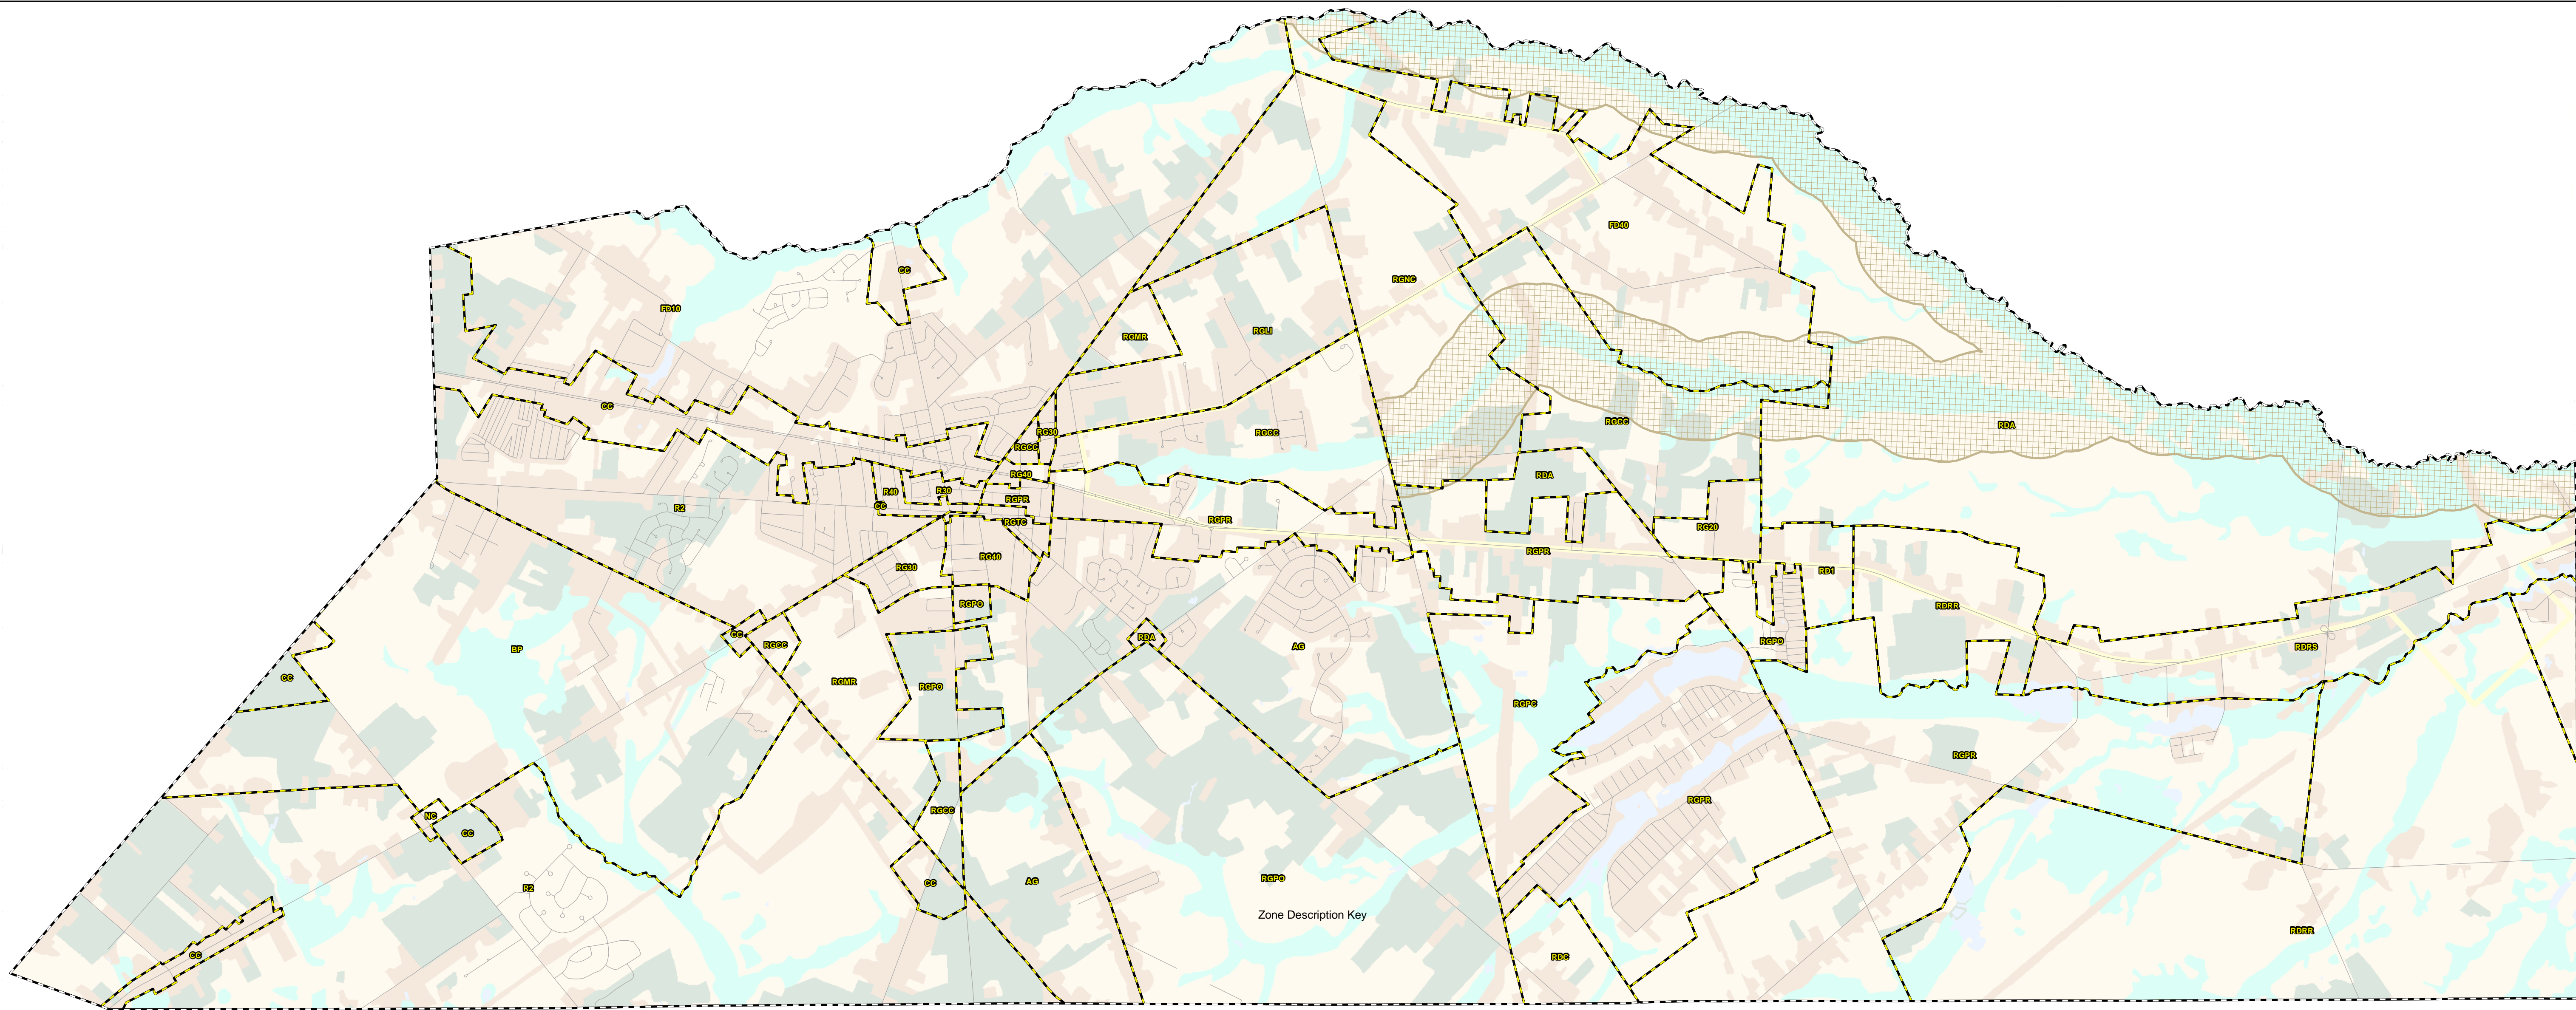 FD40
CC
RGNC
FD10
RGLI
RGMR
CC
RGCC
RDA
RG30
RGCC
RGCC
RG40
RDA
R40
R30
RGPR
CC
R2
RGPR
RGTC
RG20
RGPR
RG40
RG30
RD1
RGPO
RDRR
CC
RDA
RGPO
RGCC
AG
RDRS
BP
CC
RGMR
RGPO
RGPC
RGPR
RGPR
RGCC
NC
CC
RGPO
AG
CC
R2
Zone Description Key
RDRR
CC
RDC